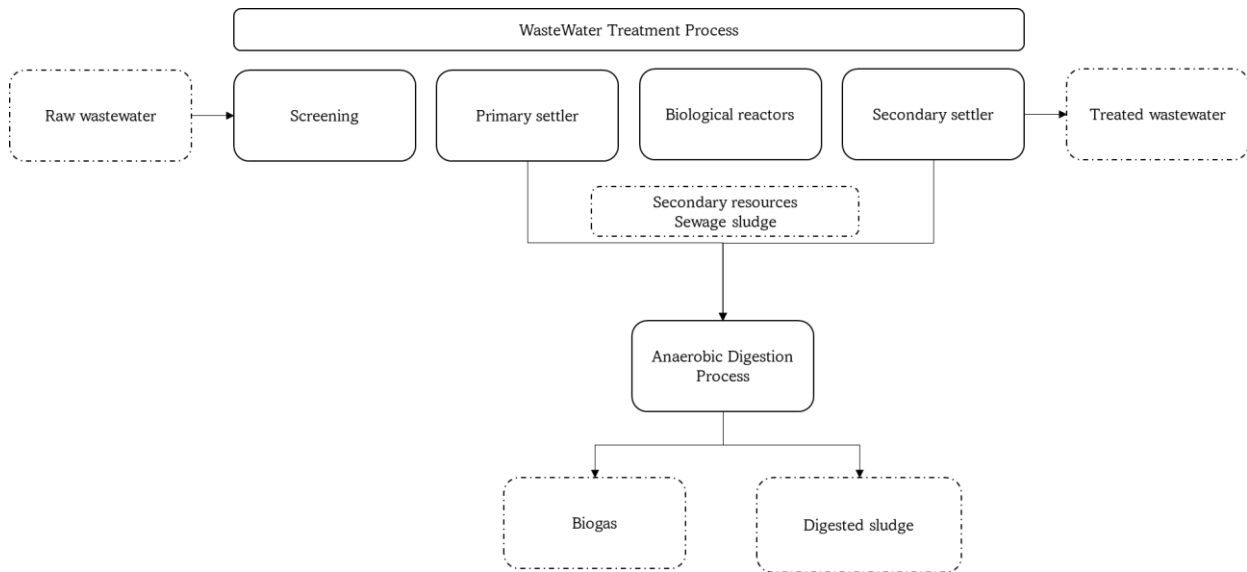 WasteWater Treatment Process
Raw wastewater
Screening
Primary settler
Biological reactors
Secondary settler
Treated wastewater
Secondary resources
Sewage sludge
Anaerobic Digestion
Process
Biogas
Digested sludge